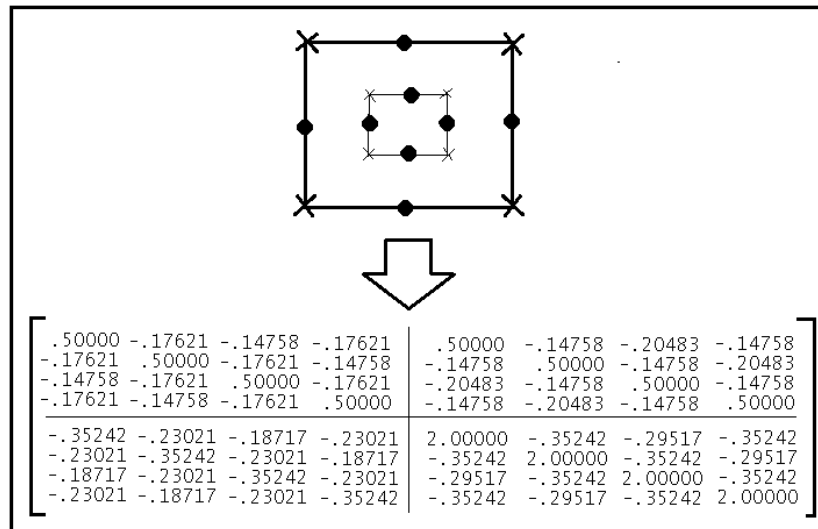 .50000 -.17621 -.14758 -.17621 .50000 -.14758 -.20483 -.14758
-.17621 .50000 -.17621 -.14758 -.14758 .50000 -.14758 -.20483
-.14758 -.17621 .50000 -.17621 -.20483 -.14758 .50000 -.14758
-.17621 -.14758 -.17621 .50000 -.14758 -.20483 -.14758 .50000
-.35242 -.23021 -.18717 -.23021 2.00000 -.35242 -.29517 -.35242
-.23021 -.35242 -.23021 -.18717 -.35242 2.00000 -.35242 -.29517
-.18717 -.23021 -.35242 -.23021 -.29517 -.35242 2.00000 -.35242
-.23021 -.18717 -.23021 -.35242 -.35242 -.29517 -.35242 2.00000